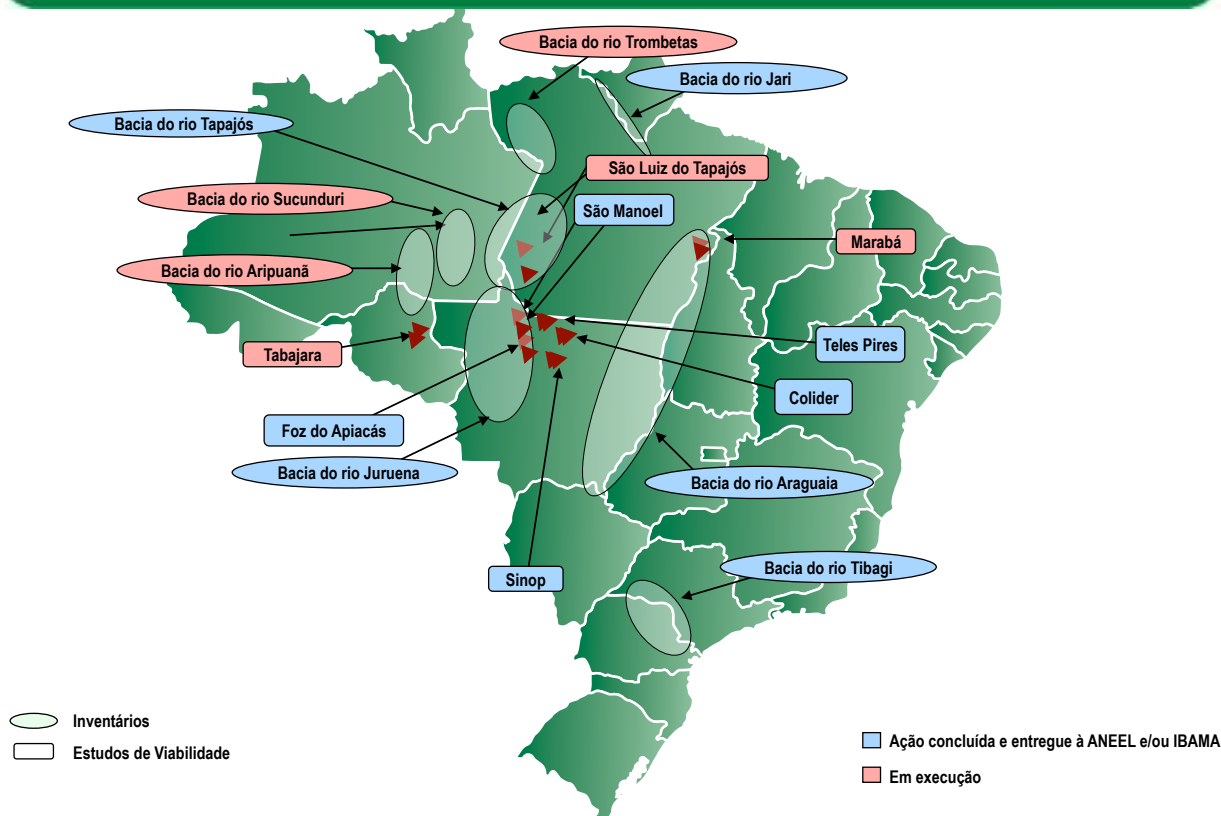 Bacia do rio Trombetas
Bacia do rio Jari
Bacia do rio Tapajós
São Luiz do Tapajós
Bacia do rio Sucunduri
São Manoel
Marabá
Bacia do rio Aripuanã
Tabajara
Teles Pires
Colider
Foz do Apiacás
Bacia do rio Juruena
Bacia do rio Araguaia
Sinop
Bacia do rio Tibagi
Inventários
Estudos de Viabilidade
Ação concluída e entregue à ANEEL e/ou IBAMA
Em execução